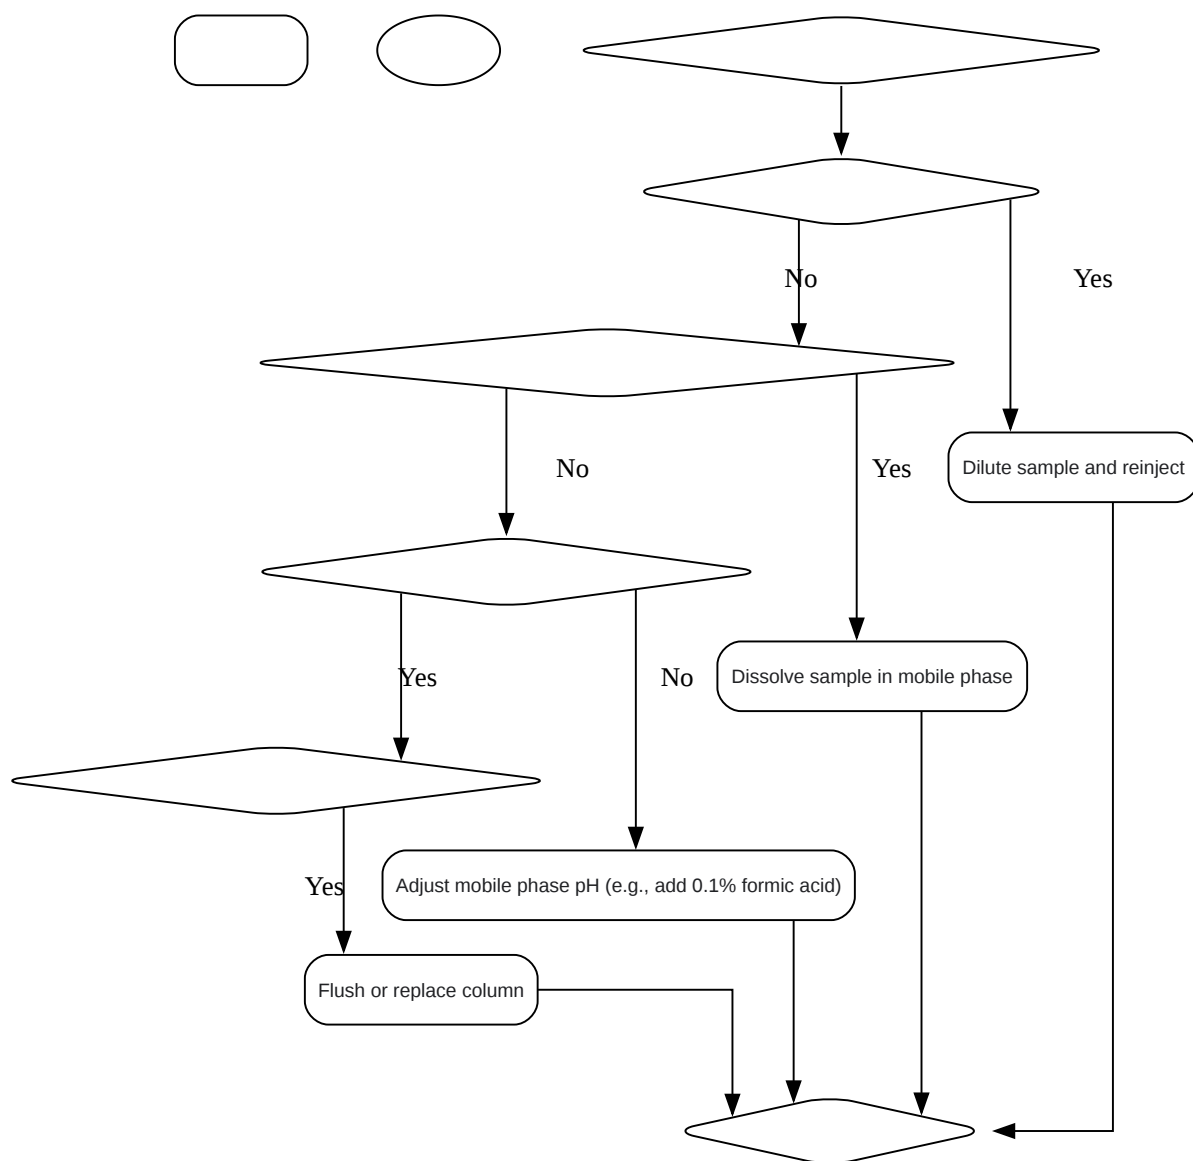 No
Yes
Dilute sample and reinject
No
Yes
Yes
No
Dissolve sample in mobile phase
Yes
Adjust mobile phase pH (e.g., add 0.1% formic acid)
Flush or replace column